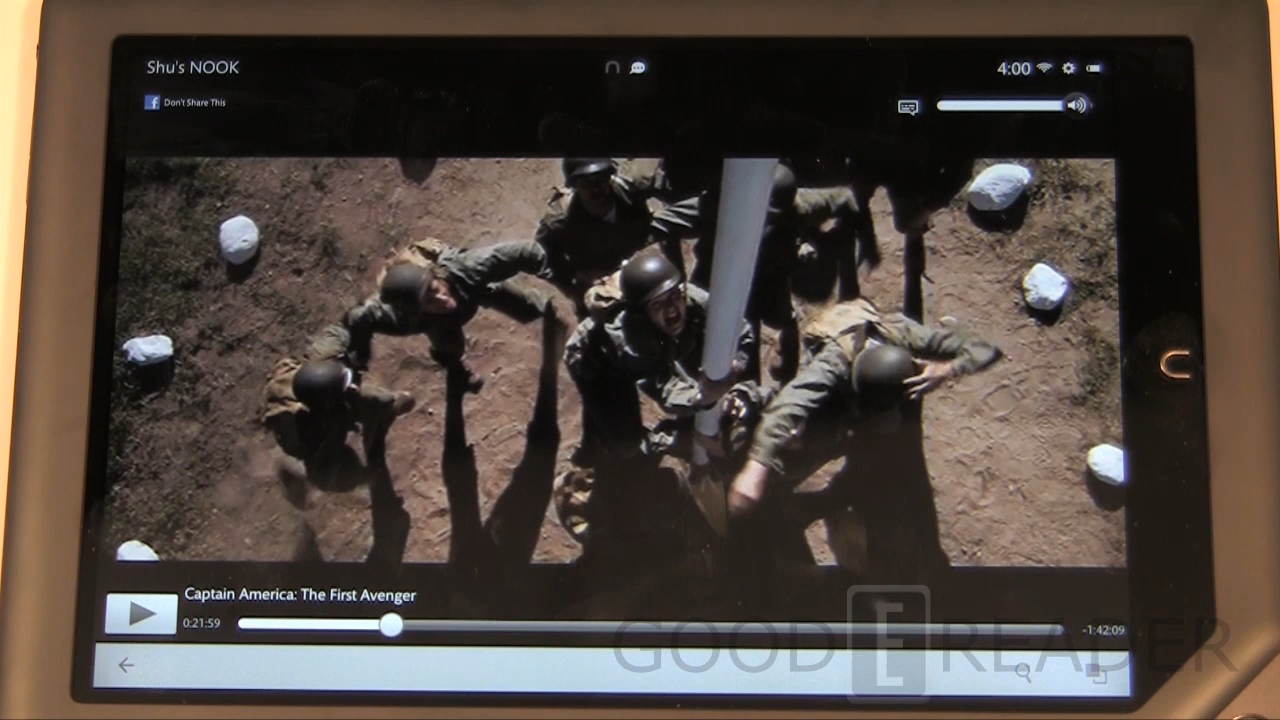 Shu's NOOK
4:00
f Don't Share This
Captain America: The First Avenger
0:21:59
-1:42:09
GOOD E READER